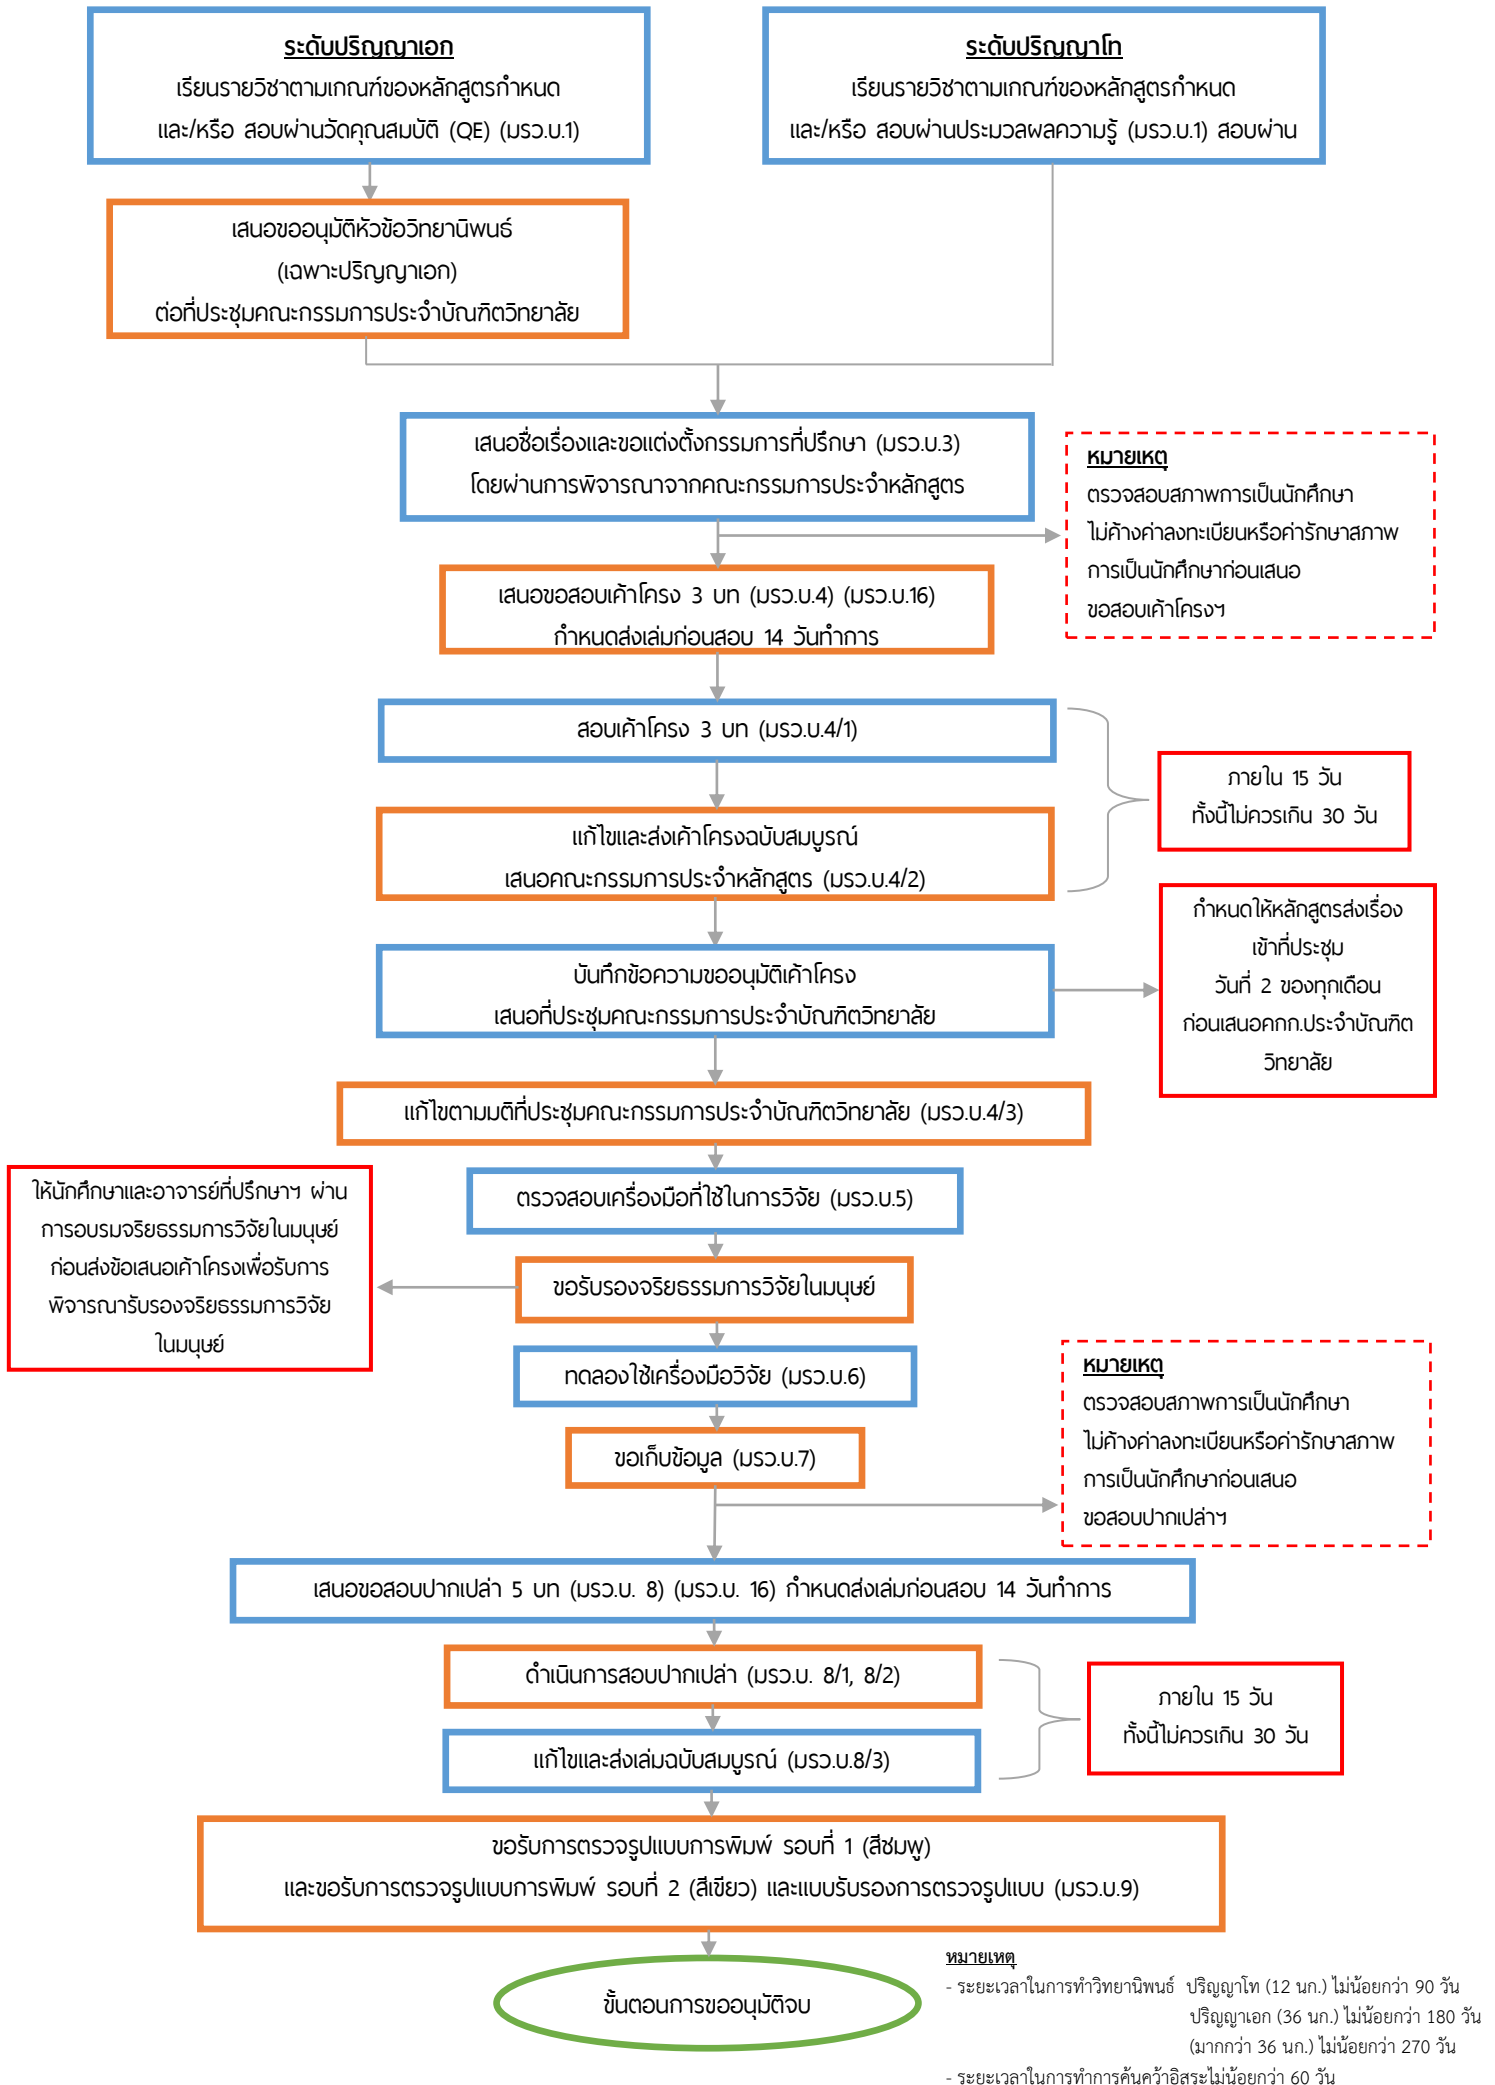 ระดับปริญญาเอก
เรียนรายวิชาตามเกณฑ์ของหลักสูตรกำหนด
และ/หรือ สอบผ่านวัดคุณสมบัติ (QE) (มรว.บ.1)
ระดับปริญญาโท
เรียนรายวิชาตามเกณฑ์ของหลักสูตรกำหนด
และ/หรือ สอบผ่านประมวลผลความรู้ (มรว.บ.1) สอบผ่าน
เสนอขออนุมัติหัวข้อวิทยานิพนธ์
(เฉพาะปริญญาเอก)
ต่อที่ประชุมคณะกรรมการประจำบัณฑิตวิทยาลัย
เสนอชื่อเรื่องและขอแต่งตั้งกรรมการที่ปรึกษา (มรว.บ.3)
โดยผ่านการพิจารณาจากคณะกรรมการประจำหลักสูตร
หมายเหตุ
ตรวจสอบสภาพการเป็นนักศึกษา
ไม่ค้างค่าลงทะเบียนหรือค่ารักษาสภาพ
การเป็นนักศึกษาก่อนเสนอ
ขอสอบเค้าโครงฯ
เสนอขอสอบเค้าโครง 3 บท (มรว.บ.4) (มรว.บ.16)
กำหนดส่งเล่มก่อนสอบ 14 วันทำการ
สอบเค้าโครง 3 บท (มรว.บ.4/1)
ภายใน 15 วัน
ทั้งนี้ไม่ควรเกิน 30 วัน
แก้ไขและส่งเค้าโครงฉบับสมบูรณ์
เสนอคณะกรรมการประจำหลักสูตร (มรว.บ.4/2)
กำหนดให้หลักสูตรส่งเรื่อง
เข้าที่ประชุม
วันที่ 2 ของทุกเดือน
ก่อนเสนอคกก.ประจำบัณฑิต
วิทยาลัย
บันทึกข้อความขออนุมัติเค้าโครง
เสนอที่ประชุมคณะกรรมการประจำบัณฑิตวิทยาลัย
แก้ไขตามมติที่ประชุมคณะกรรมการประจำบัณฑิตวิทยาลัย (มรว.บ.4/3)
ตรวจสอบเครื่องมือที่ใช้ในการวิจัย (มรว.บ.5)
ให้นักศึกษาและอาจารย์ที่ปรึกษาฯ ผ่าน
การอบรมจริยธรรมการวิจัยในมนุษย์
ก่อนส่งข้อเสนอเค้าโครงเพื่อรับการ
พิจารณารับรองจริยธรรมการวิจัย
ในมนุษย์
ขอรับรองจริยธรรมการวิจัยในมนุษย์
ทดลองใช้เครื่องมือวิจัย (มรว.บ.6)
ขอเก็บข้อมูล (มรว.บ.7)
หมายเหตุ
ตรวจสอบสภาพการเป็นนักศึกษา
ไม่ค้างค่าลงทะเบียนหรือค่ารักษาสภาพ
การเป็นนักศึกษาก่อนเสนอ
ขอสอบปากเปล่าฯ
เสนอขอสอบปากเปล่า 5 บท (มรว.บ. 8) (มรว.บ. 16) กำหนดส่งเล่มก่อนสอบ 14 วันทำการ
ดำเนินการสอบปากเปล่า (มรว.บ. 8/1, 8/2)
ภายใน 15 วัน
ทั้งนี้ไม่ควรเกิน 30 วัน
แก้ไขและส่งเล่มฉบับสมบูรณ์ (มรว.บ.8/3)
ขอรับการตรวจรูปแบบการพิมพ์ รอบที่ 1 (สีชมพู)
และขอรับการตรวจรูปแบบการพิมพ์ รอบที่ 2 (สีเขียว) และแบบรับรองการตรวจรูปแบบ (มรว.บ.9)
ขั้นตอนการขออนุมัติจบ
หมายเหตุ
- ระยะเวลาในการทำวิทยานิพนธ์ ปริญญาโท (12 นก.) ไม่น้อยกว่า 90 วัน
ปริญญาเอก (36 นก.) ไม่น้อยกว่า 180 วัน
(มากกว่า 36 นก.) ไม่น้อยกว่า 270 วัน
- ระยะเวลาในการทำการค้นคว้าอิสระไม่น้อยกว่า 60 วัน